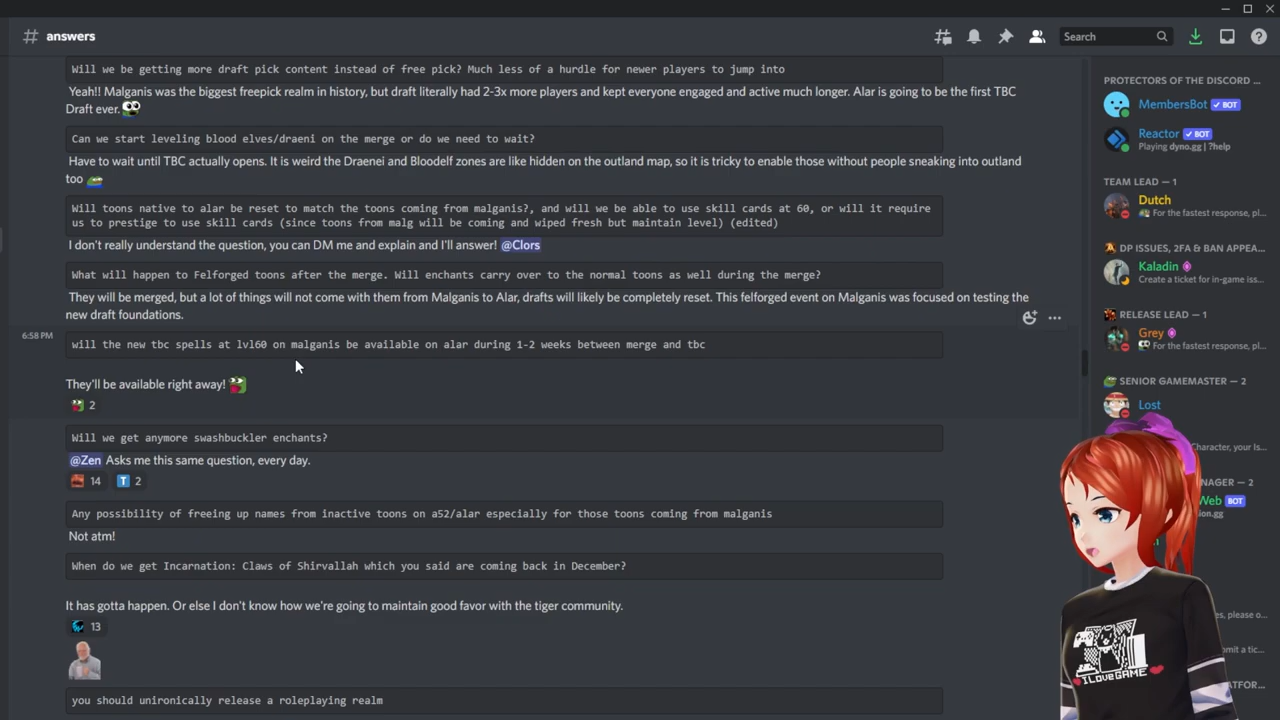 # answers
Search
Will we be getting more draft pick content instead of free pick? Much less of a hurdle for newer players to jump into
Yeah!! Malganis was the biggest freepick realm in history, but draft literally had 2-3x more players and kept everyone engaged and active much longer. Alar is going to be the first TBC
Draft ever.
Can we start leveling blood elves/draeni on the merge or do we need to wait?
Have to wait until TBC actually opens. It is weird the Draenei and Bloodelf zones are like hidden on the outland map, so it is tricky to enable those without people sneaking into outland
too
Will toons native to alar be reset to match the toons coming from malganis?, and will we be able to use skill cards at 60, or will it require
us to prestige to use skill cards (since toons from malg will be coming and wiped fresh but maintain level) (edited)
I don't really understand the question, you can DM me and explain and I'll answer! @Clors
What will happen to Felforged toons after the merge. Will enchants carry over to the normal toons as well during the merge?
They will be merged, but a lot of things will not come with them from Malganis to Alar, drafts will likely be completely reset. This felforged event on Malganis was focused on testing the
new draft foundations.
6:58 PM
will the new tbc spells at lvl60 on malganis be available on alar during 1-2 weeks between merge and tbc
They'll be available right away!
2
Will we get anymore swashbuckler enchants?
@Zen Asks me this same question, every day.
14 T 2
Any possibility of freeing up names from inactive toons on a52/alar especially for those toons coming from malganis
Not atm!
When do we get Incarnation: Claws of Shirvallah which you said are coming back in December?
It has gotta happen. Or else I don't know how we're going to maintain good favor with the tiger community.
13
you should unironically release a roleplaying realm
PROTECTORS OF THE DISCORD ...
MembersBot ✓ BOT
Reactor ✓ BOT
Playing dyno.gg | ?help
TEAM LEAD — 1
Dutch
For the fastest response, pl...
DP ISSUES, 2FA & BAN APPEA...
Kaladin
Create a ticket for in-game iss...
RELEASE LEAD — 1
Grey
For the fastest response, p...
SENIOR GAMEMASTER — 2
Lost
Character, your Is...
NAGER — 2
Web BOT
ion.gg
es, please o...
mit a tic...
ATFOR...
I LOVE GAME